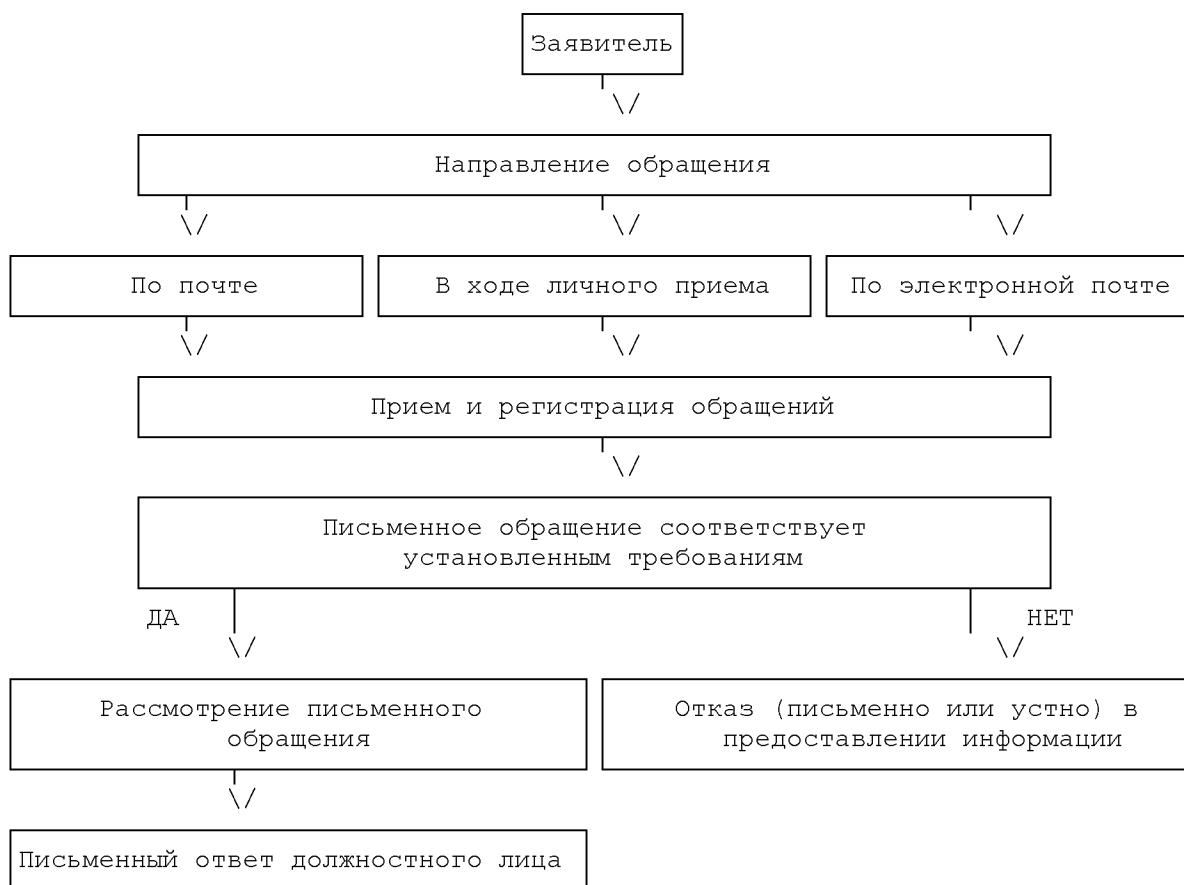 Заявитель
\/
Направление обращения
\/ \/ \/
По почте В ходе личного приема По электронной почте
\/ \/ \/
Прием и регистрация обращений
\/
Письменное обращение соответствует
установленным требованиям
ДА НЕТ
\/ \/
Рассмотрение письменного
обращения
Отказ (письменно или устно) в
предоставлении информации
\/
Письменный ответ должностного лица